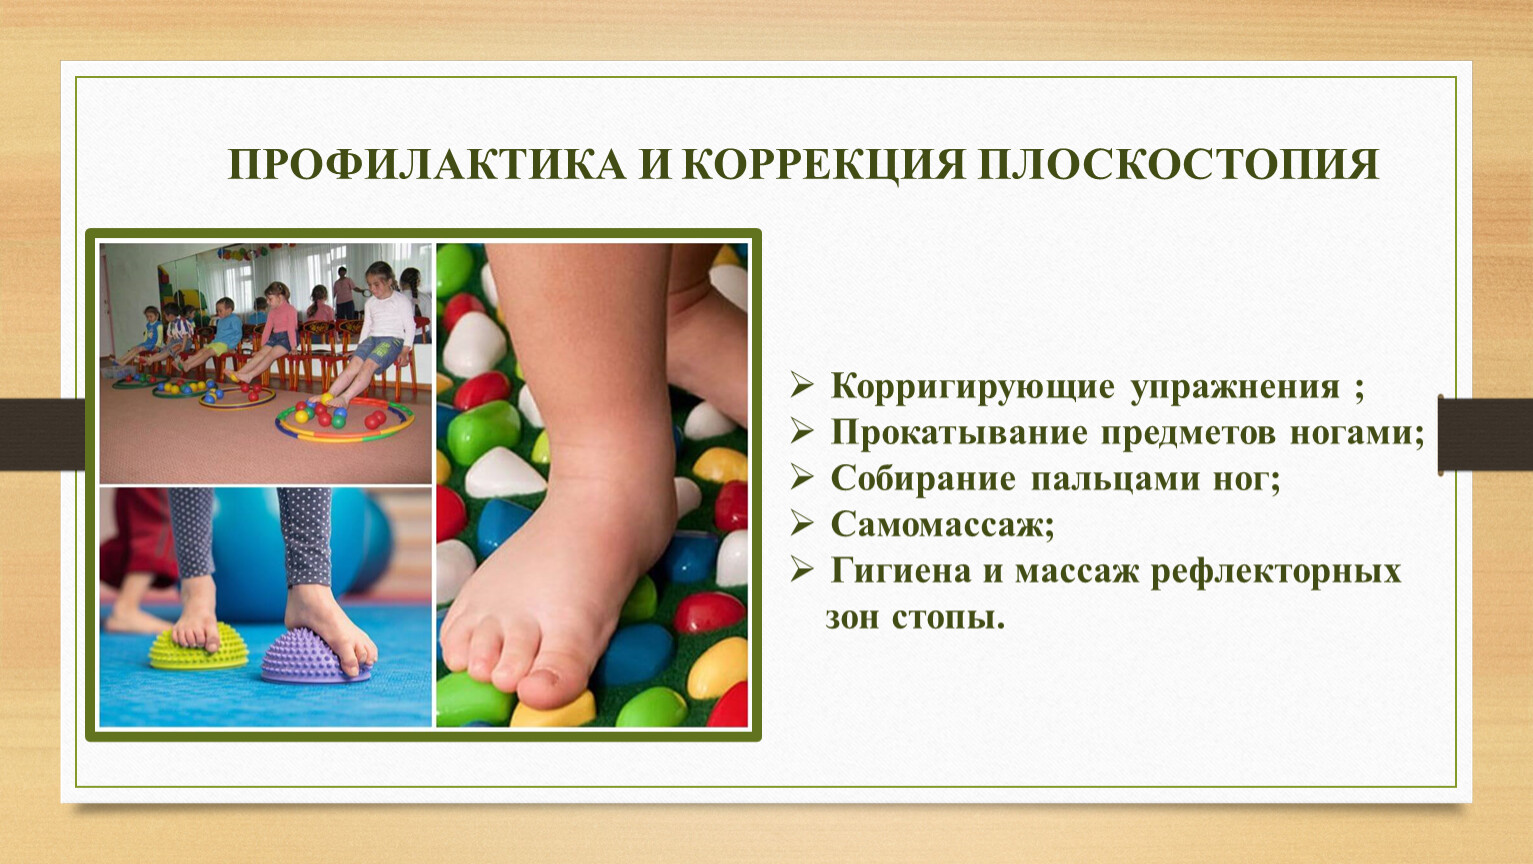 ПРОФИЛАКТИКА И КОРРЕКЦИЯ ПЛОСКОСТОПИЯ
➢ Корригирующие упражнения ;
➢ Прокатывание предметов ногами;
➢ Собирание пальцами ног;
➢ Самомассаж;
➢ Гигиена и массаж рефлекторных
зон стопы.